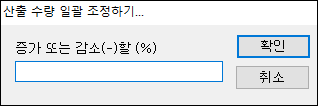 산출 수량 일괄 조정하기...
증가 또는 감소(-)할 (%)
확인
취소